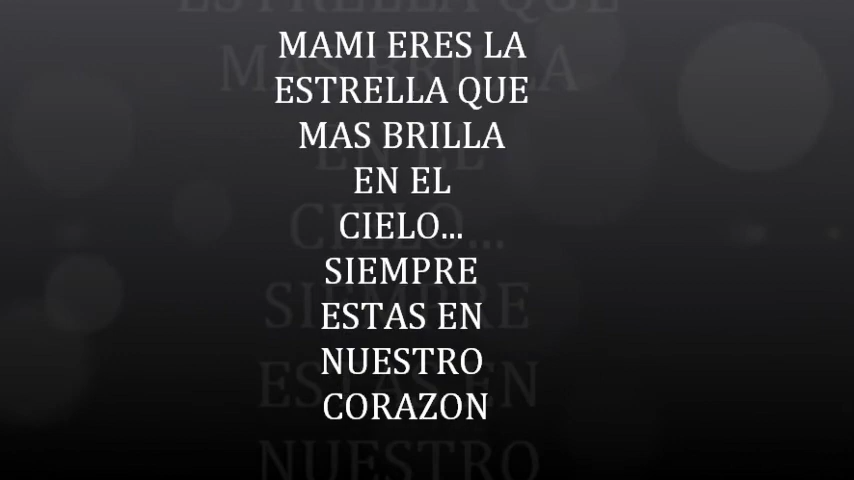 MAMI ERES LA
ESTRELLA QUE
MAS BRILLA
EN EL
CIELO...
SIEMPRE
ESTAS EN
NUESTRO
CORAZON